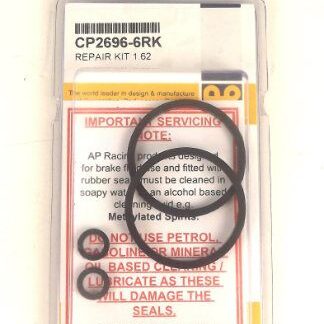 CP2696-6RK
REPAIR KIT 1.62
The world leader in design & manufacture
IMPORTANT SERVICING
NOTE:
AP Racing products designed
for brake fluid use and fitted with
rubber seals must be cleaned in
soapy water or an alcohol based
cleaning fluid e.g.
Methylated Spirits.
DO NOT USE PETROL,
GASOLINE OR MINERAL
OIL BASED CLEANING /
LUBRICATE AS THESE
WILL DAMAGE THE
SEALS.